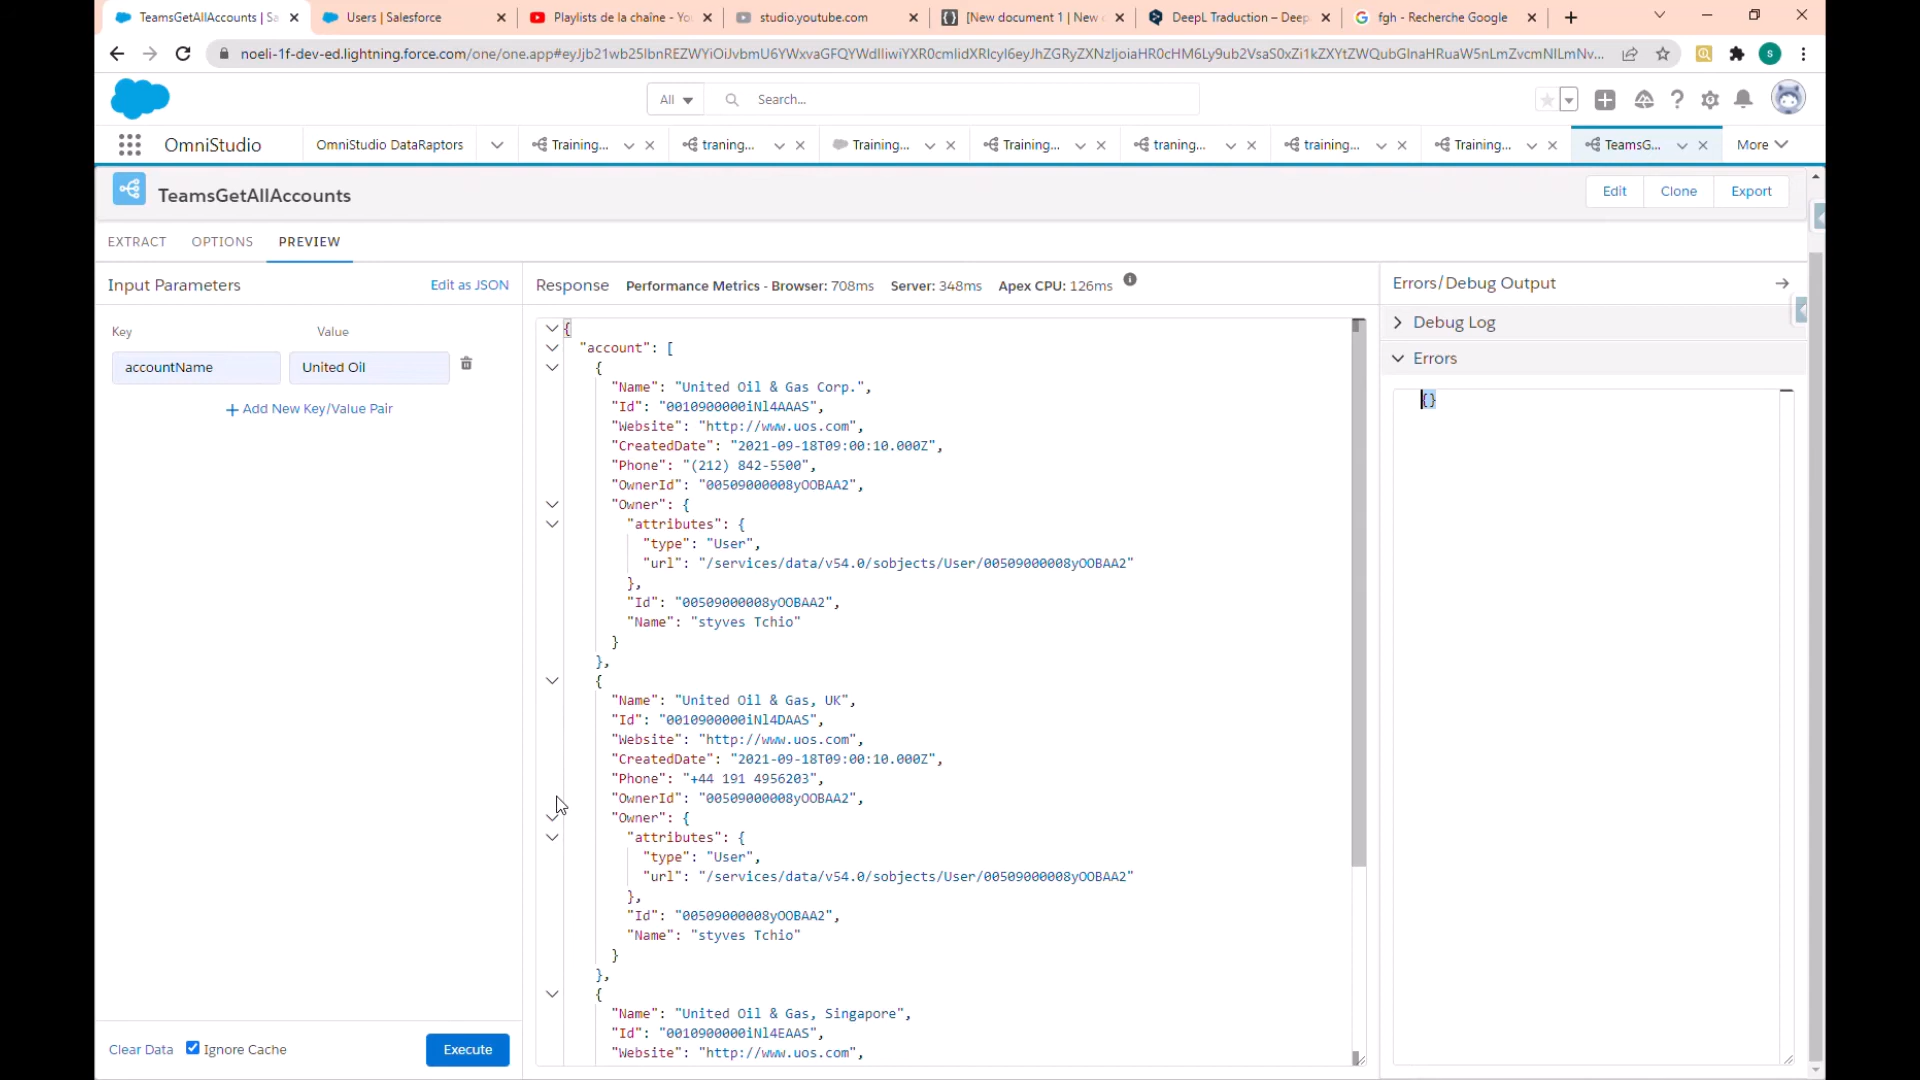 TeamsGetAllAccounts | Sa
Users | Salesforce
Playlists de la chaîne - Yo
studio.youtube.com
[New document 1 | New
DeepL Traduction – Deep
fgh - Recherche Google
noeli-1f-dev-ed.lightning.force.com/one/one.app#
s
All
Search...
OmniStudio
OmniStudio DataRaptors
Training...
traning...
Training...
Training...
traning...
training...
Training...
TeamsG...
More
TeamsGetAllAccounts
Edit
Clone
Export
EXTRACT
OPTIONS
PREVIEW
Input Parameters
Edit as JSON
Key
Value
accountName
United Oil
Add New Key/Value Pair
Clear Data
Ignore Cache
Execute
Response
Performance Metrics - Browser: 708ms Server: 348ms Apex CPU: 126ms
{
"account": [
{
"Name": "United Oil & Gas Corp.",
"Id": "0010900000iNl4AAAS",
"Website": "http://www.uos.com",
"CreatedDate": "2021-09-18T09:00:10.000Z",
"Phone": "(212) 842-5500",
"OwnerId": "00509000008yOOBAA2",
"Owner": {
"attributes": {
"type": "User",
"url": "/services/data/v54.0/sobjects/User/00509000008yOOBAA2"
},
"Id": "00509000008yOOBAA2",
"Name": "styves Tchio"
}
},
{
"Name": "United Oil & Gas, UK",
"Id": "0010900000iNl4DAAS",
"Website": "http://www.uos.com",
"CreatedDate": "2021-09-18T09:00:10.000Z",
"Phone": "+44 191 4956203",
"OwnerId": "00509000008yOOBAA2",
"Owner": {
"attributes": {
"type": "User",
"url": "/services/data/v54.0/sobjects/User/00509000008yOOBAA2"
},
"Id": "00509000008yOOBAA2",
"Name": "styves Tchio"
}
},
{
"Name": "United Oil & Gas, Singapore",
"Id": "0010900000iNl4EAAS",
"Website": "http://www.uos.com",
Errors/Debug Output
Debug Log
Errors
{}